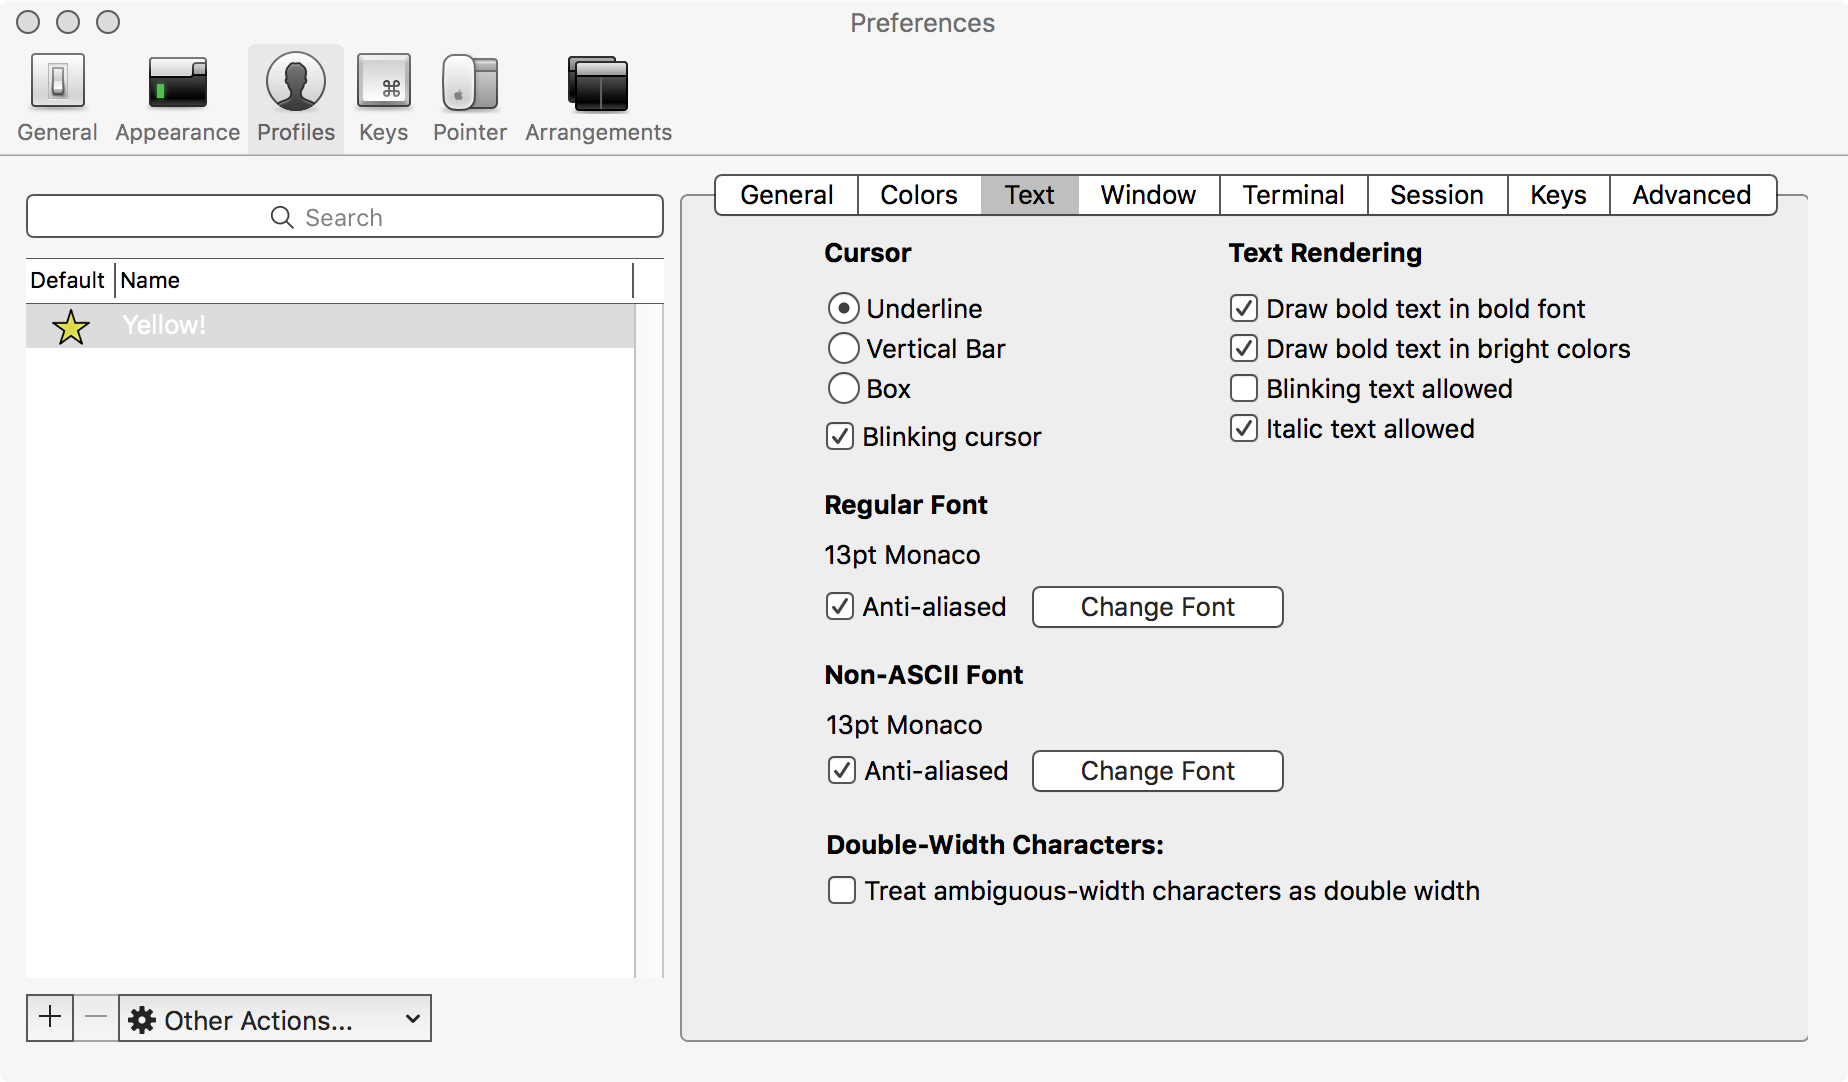 Preferences
General Appearance Profiles Keys Pointer Arrangements
Search
Default Name
Yellow!
Other Actions...
General Colors Text Window Terminal Session Keys Advanced
Cursor
Underline
Vertical Bar
Box
Blinking cursor
Text Rendering
Draw bold text in bold font
Draw bold text in bright colors
Blinking text allowed
Italic text allowed
Regular Font
13pt Monaco
Anti-aliased Change Font
Non-ASCII Font
13pt Monaco
Anti-aliased Change Font
Double-Width Characters:
Treat ambiguous-width characters as double width